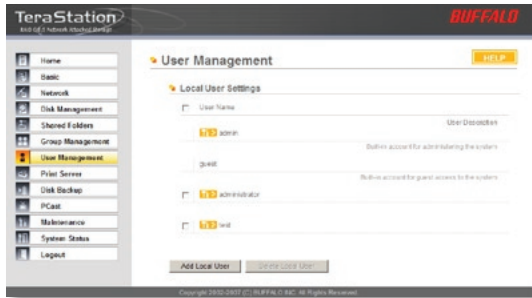 TeraStation
BUFFALO
Home
Basic
Network
Disk Management
Shared Folders
Group Management
User Management
Print Server
Disk Backup
PCast
Maintenance
System Status
Logout
User Management
HELP
Local User Settings
User Name
User Description
admin
Built-in account for administering the system
guest
Built-in account for guest access to the system
administrator
test
Add Local User
Delete Local User
Copyright 2002-2007 (C) BUFFALO INC. All Rights Reserved.